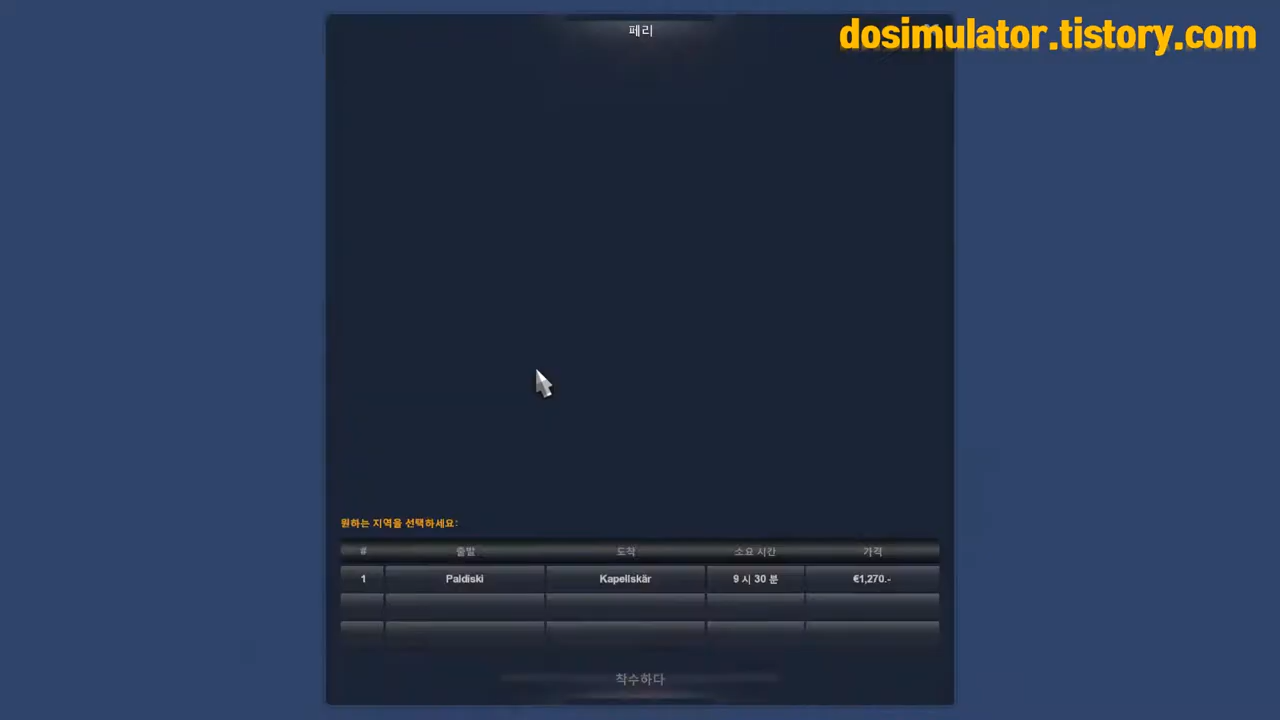 페리
dosimulator.tistory.com
원하는 지역을 선택하세요:
# 출발 도착 소요 시간 가격
1 Paldiski Kapellskär 9 시 30 분 €1,270.-
착수하다